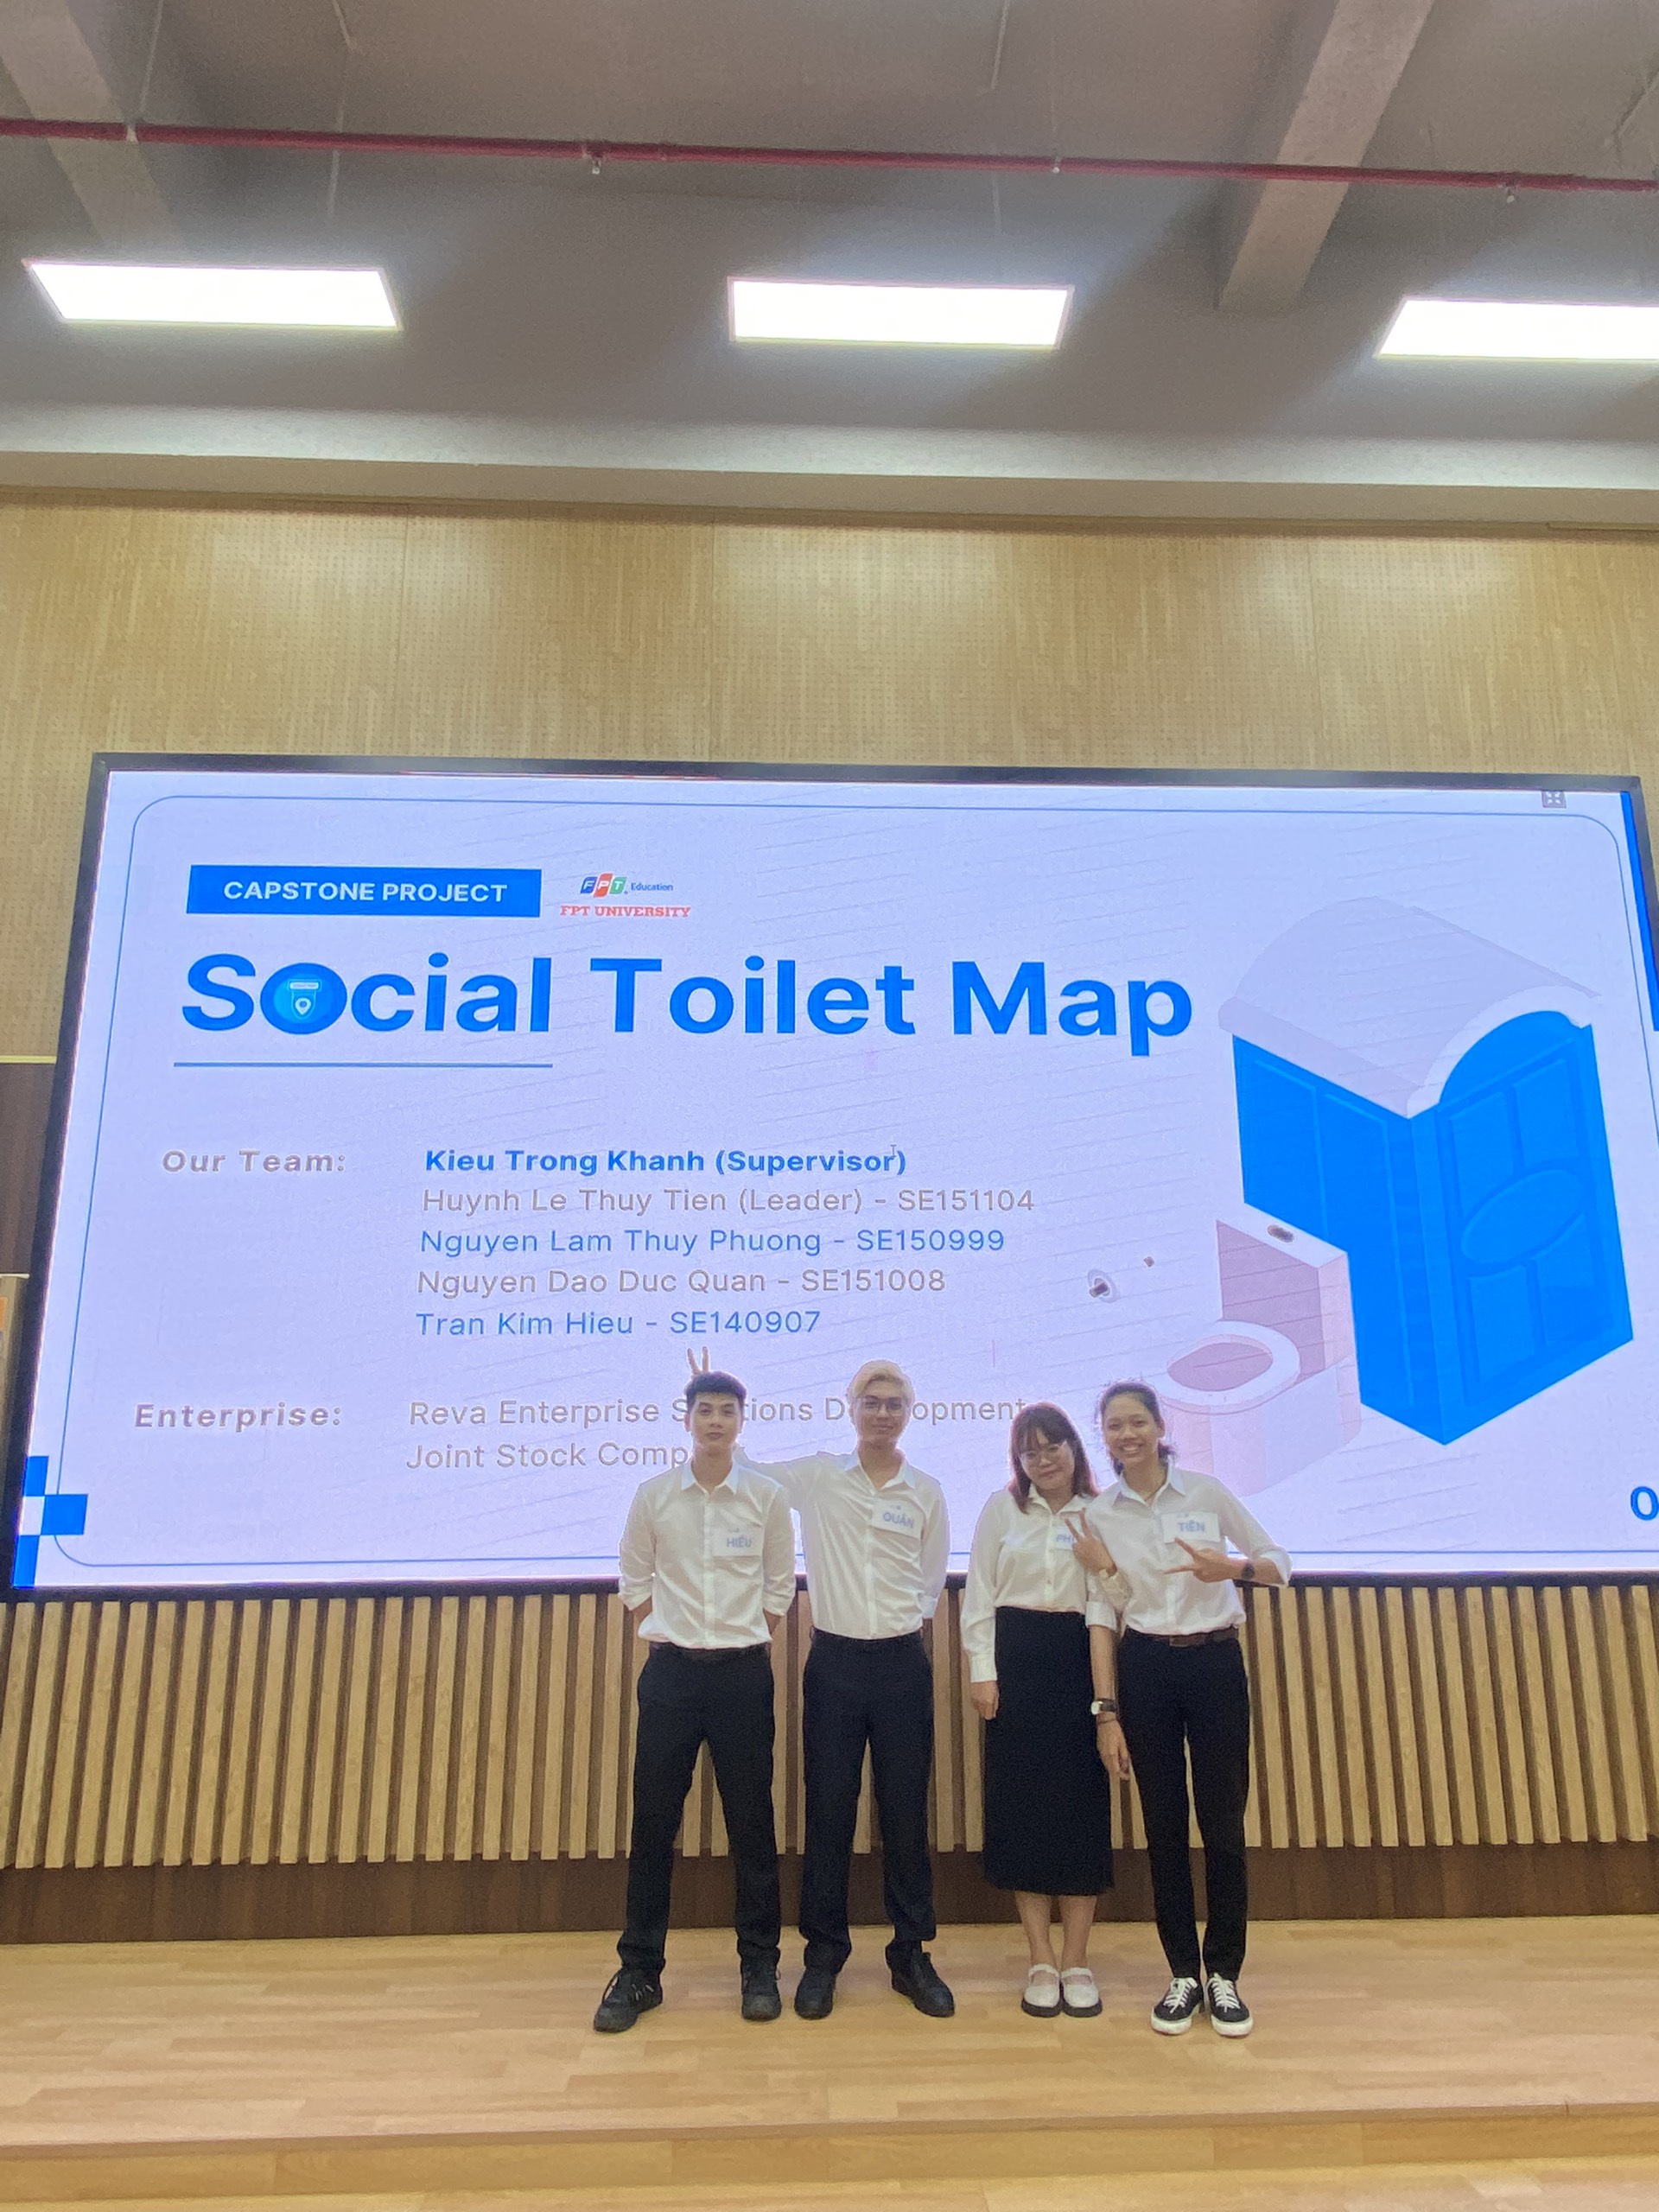 CAPSTONE PROJECT
FPT Education
FPT UNIVERSITY
Social Toilet Map
Our Team: Kieu Trong Khanh (Supervisor)
Huynh Le Thuy Tien (Leader) - SE151104
Nguyen Lam Thuy Phuong - SE150999
Nguyen Dao Duc Quan - SE151008
Tran Kim Hieu - SE140907
Enterprise: Reva Enterprise
Joint Stock
HIẾU
QUÂN
TIÊN